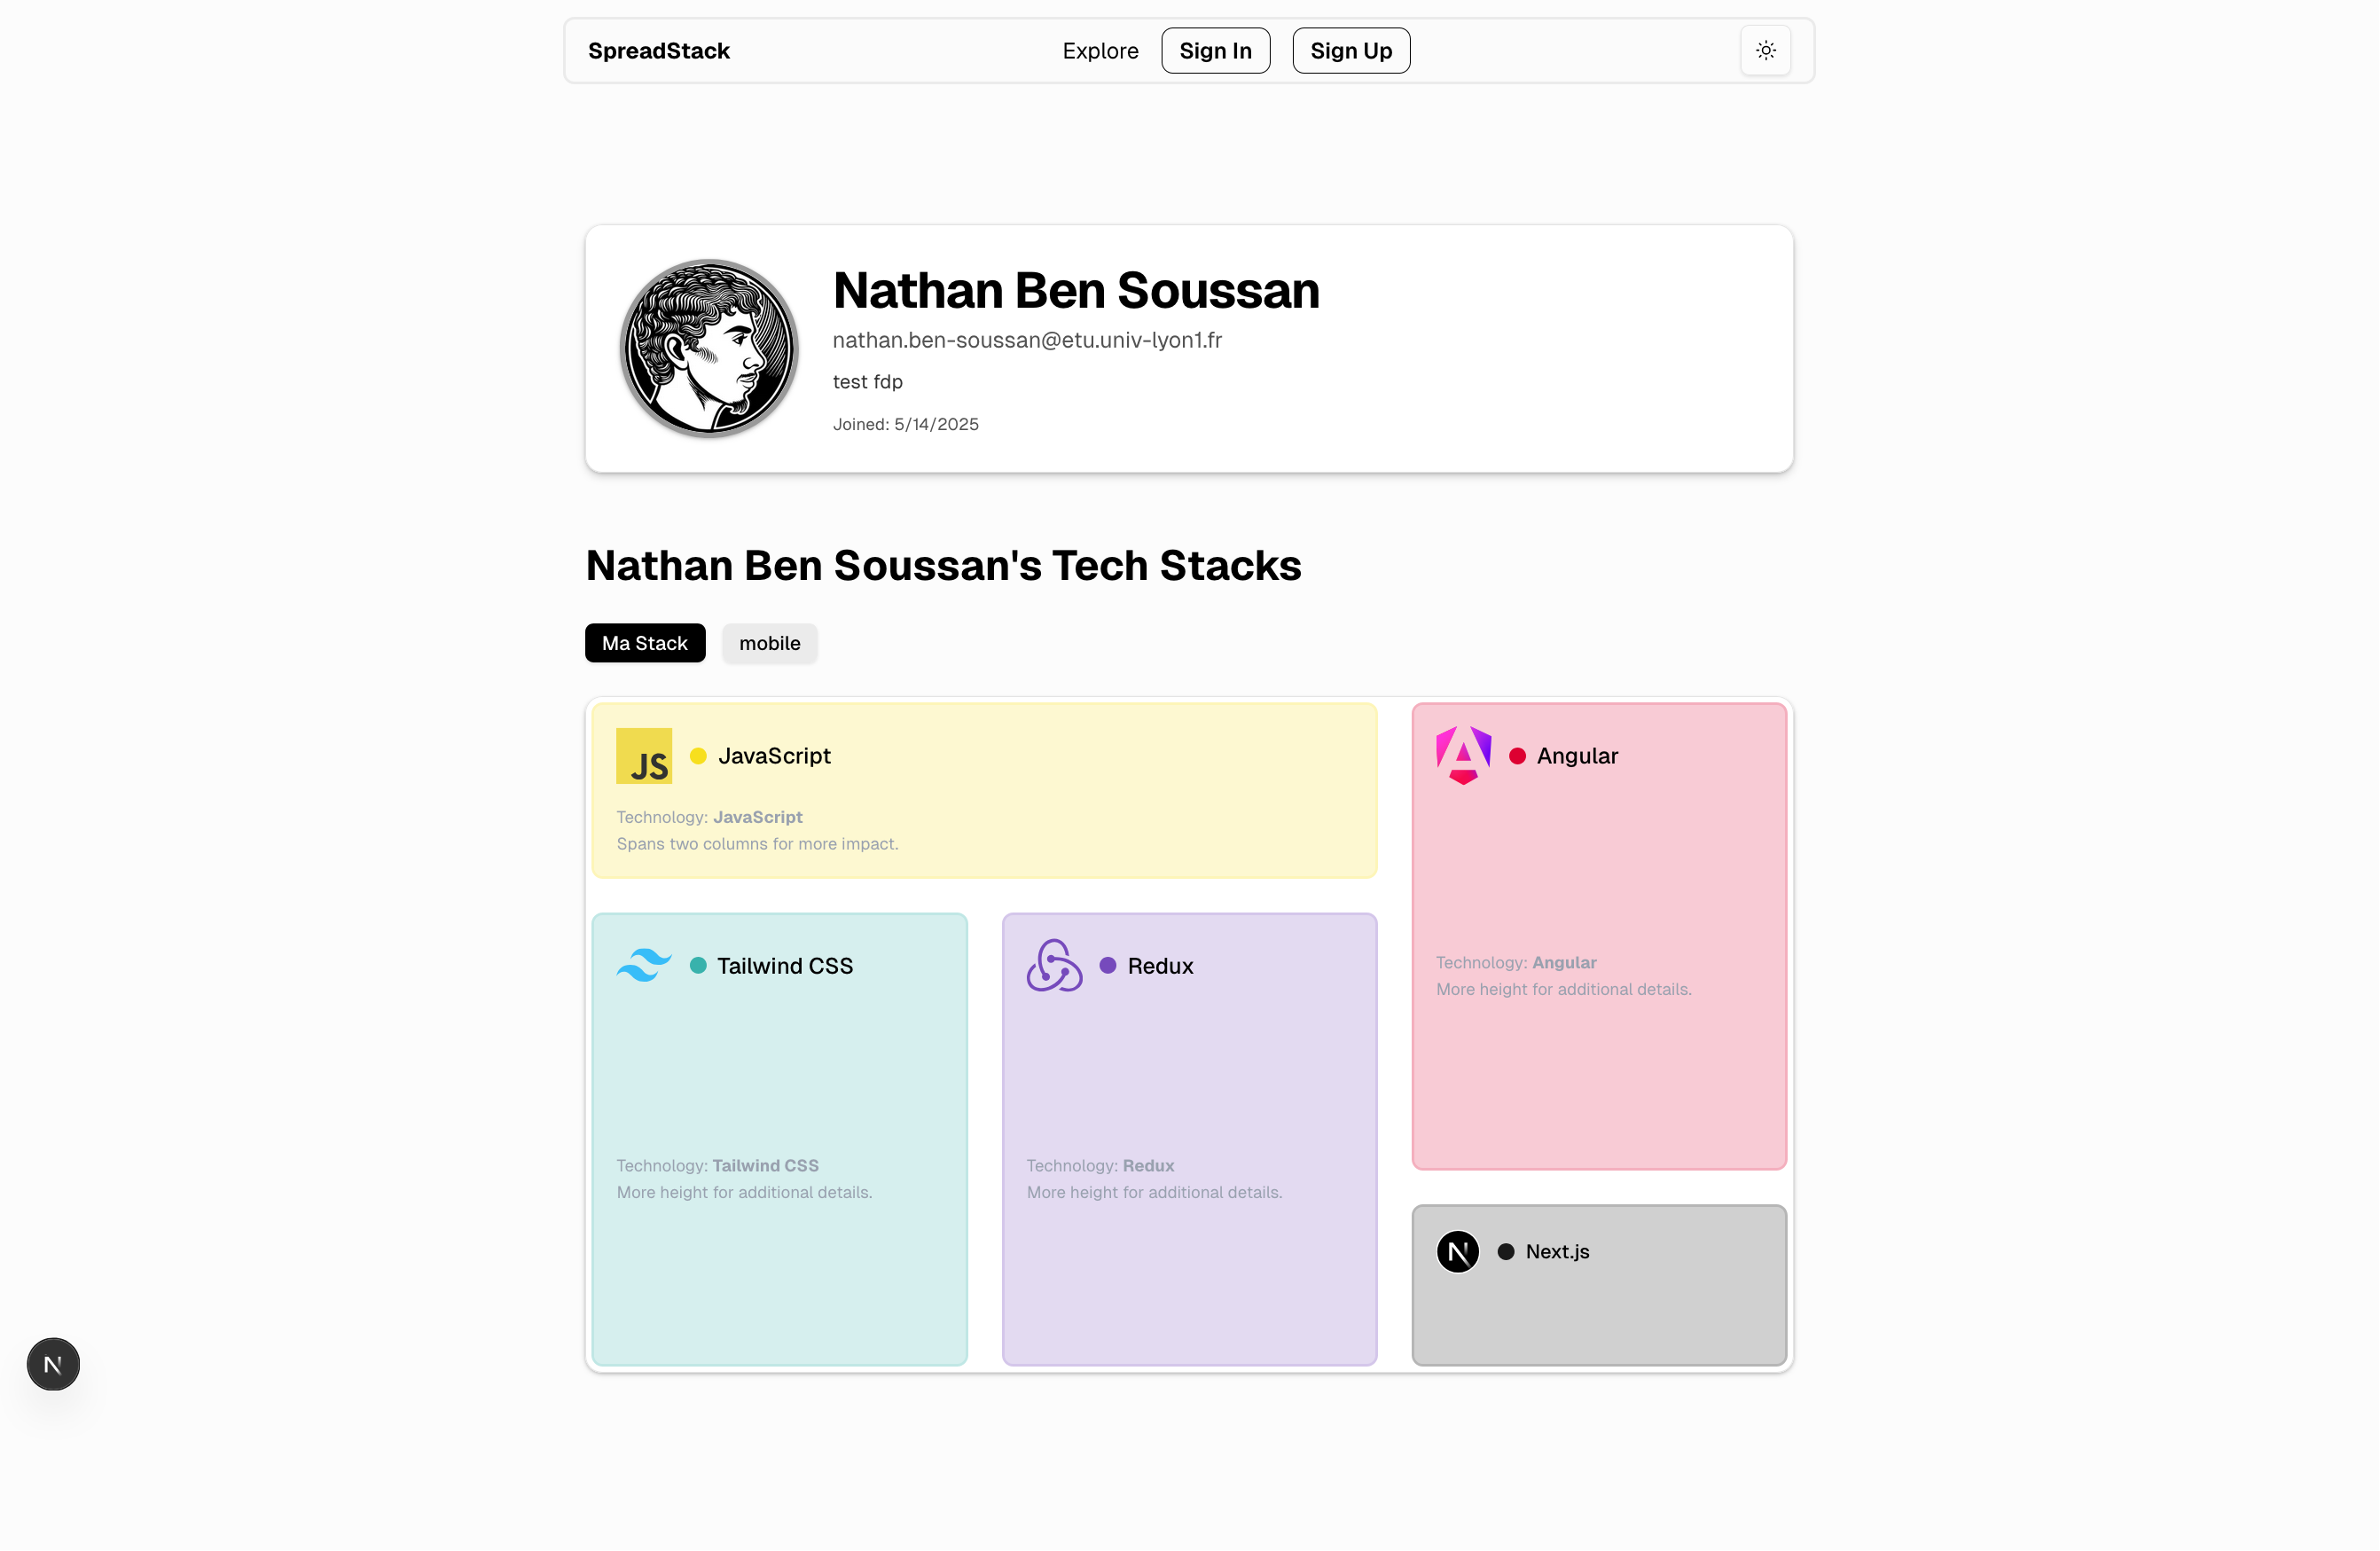 SpreadStack
Explore
Sign In
Sign Up
Nathan Ben Soussan
nathan.ben-soussan@etu.univ-lyon1.fr
test fdp
Joined: 5/14/2025
Nathan Ben Soussan's Tech Stacks
Ma Stack
mobile
JS
JavaScript
Technology: JavaScript
Spans two columns for more impact.
Angular
Technology: Angular
More height for additional details.
Tailwind CSS
Technology: Tailwind CSS
More height for additional details.
Redux
Technology: Redux
More height for additional details.
N
Next.js
N